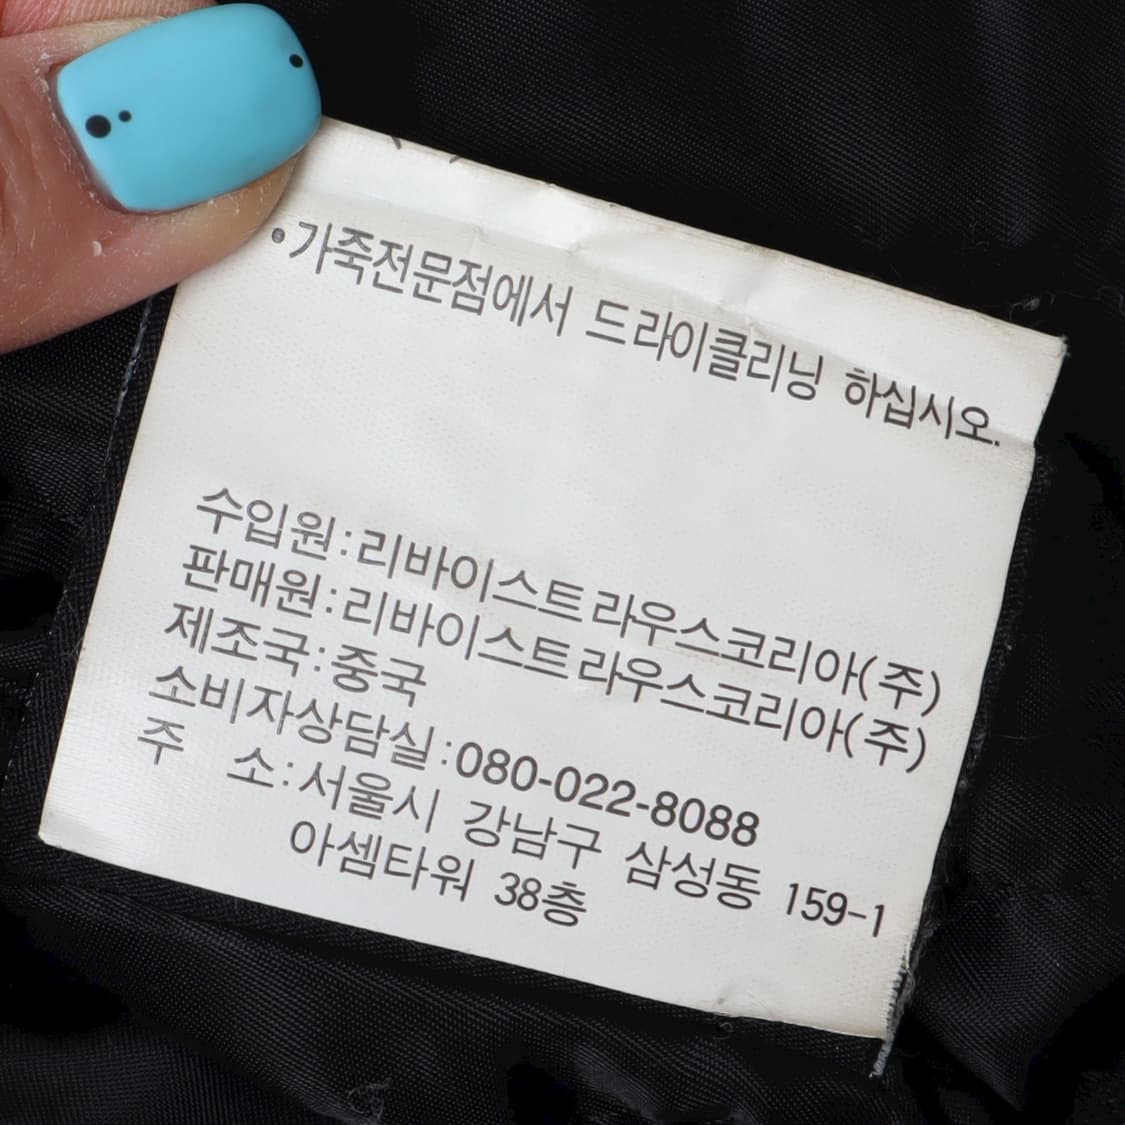 •가죽전문점에서 드라이클리닝 하십시오.
수입원:리바이스트라우스코리아(주)
판매원:리바이스트라우스코리아(주)
제조국:중국
소비자상담실:080-022-8088
주 소:서울시 강남구 삼성동 159-1
아셈타워 38층